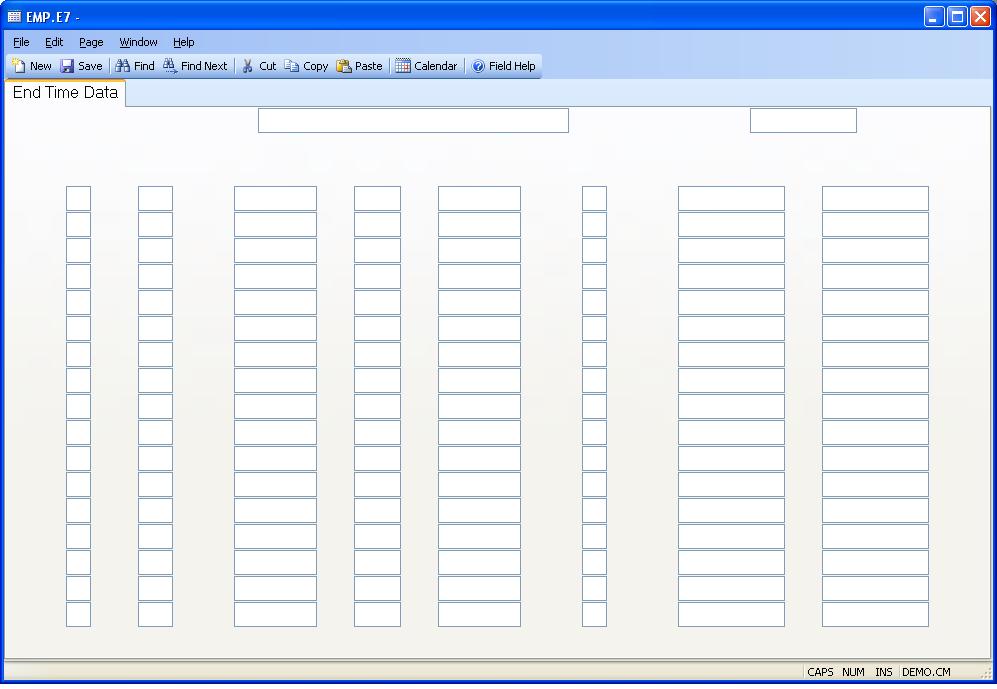 EMP.E7 -
File Edit Page Window Help
New Save Find Find Next Cut Copy Paste Calendar Field Help
End Time Data
CAPS NUM INS DEMO.CM